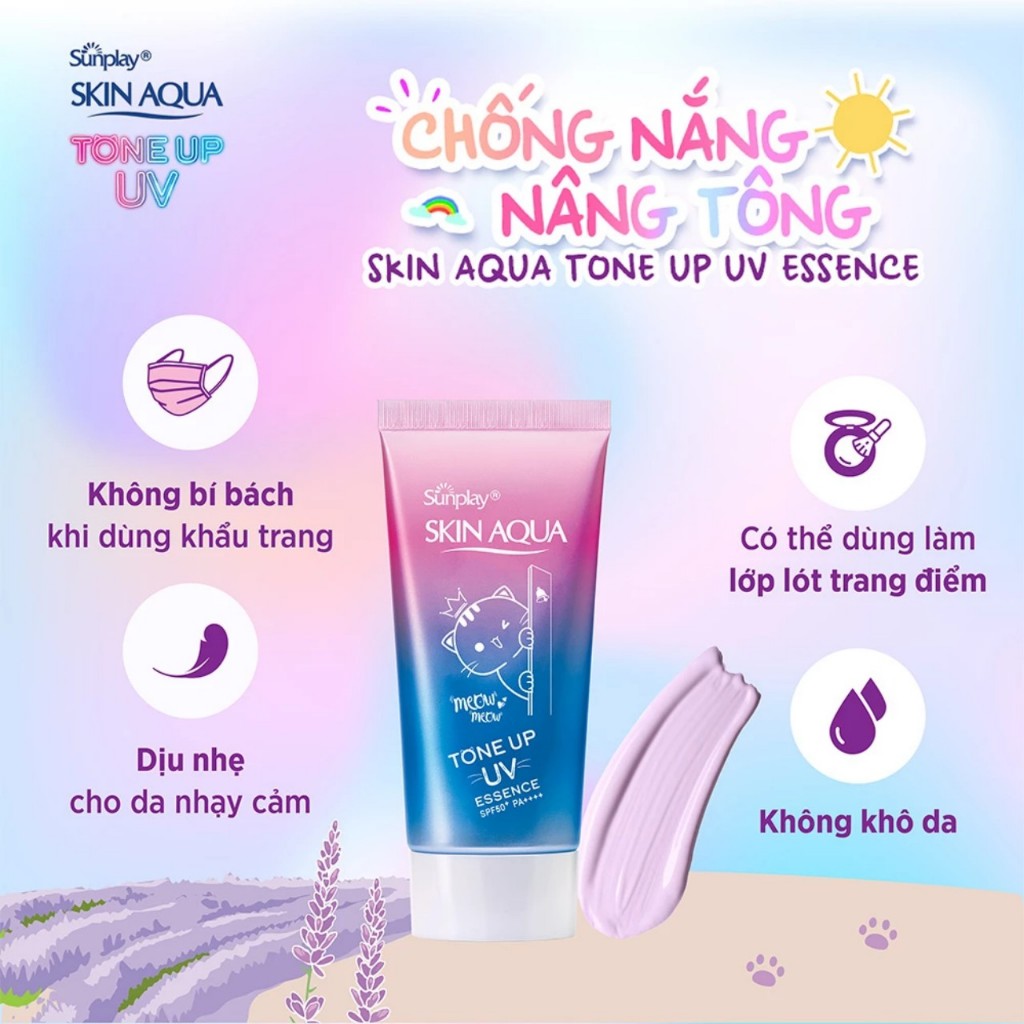 Sunplay®
SKIN AQUA
TONE UP
UV
CHỐNG NẮNG
NÂNG TÔNG
SKIN AQUA TONE UP UV ESSENCE
Không bí bách
khi dùng khẩu trang
Có thể dùng làm
lớp lót trang điểm
Dịu nhẹ
cho da nhạy cảm
Không khô da
Sunplay®
SKIN AQUA
meow
meow
TONE UP
UV
ESSENCE
SPF50+ PA++++